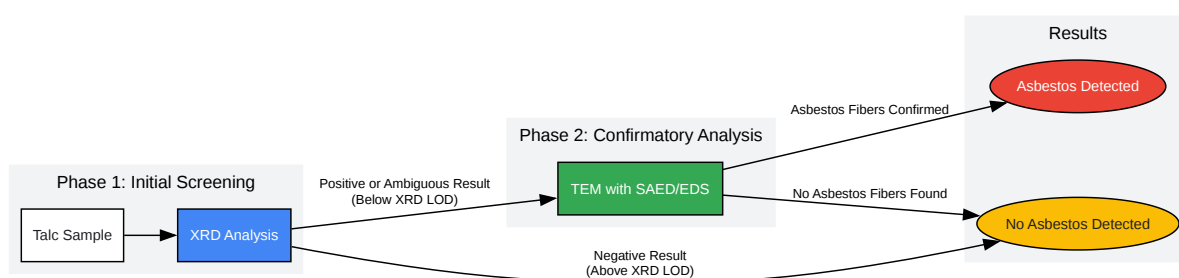 Results
Asbestos Detected
Asbestos Fibers Confirmed
Phase 2: Confirmatory Analysis
TEM with SAED/EDS
Phase 1: Initial Screening
Positive or Ambiguous Result
(Below XRD LOD)
No Asbestos Fibers Found
Talc Sample
XRD Analysis
No Asbestos Detected
Negative Result
(Above XRD LOD)